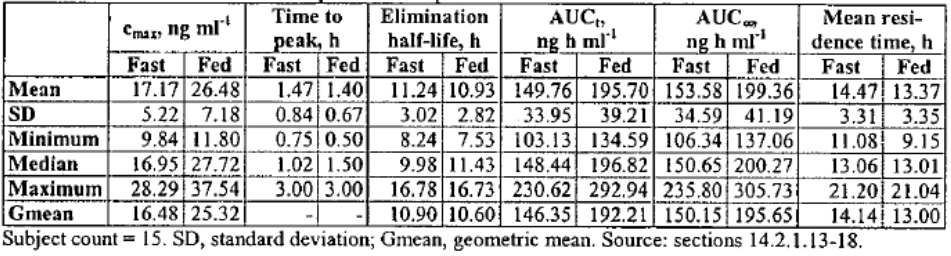 c max, ng ml-1 Time to peak, h Elimination half-life, h AUCt, ng h ml-1 AUC∞, ng h ml-1 Mean resi-dence time, h
Fast Fed Fast Fed Fast Fed Fast Fed Fast Fed Fast Fed
Mean 17.17 26.48 1.47 1.40 11.24 10.93 149.76 195.70 153.58 199.36 14.47 13.37
SD 5.22 7.18 0.84 0.67 3.02 2.82 33.95 39.21 34.59 41.19 3.31 3.35
Minimum 9.84 11.80 0.75 0.50 8.24 7.53 103.13 134.59 106.34 137.06 11.08 9.15
Median 16.95 27.72 1.02 1.50 9.98 11.43 148.44 196.82 150.65 200.27 13.06 13.01
Maximum 28.29 37.54 3.00 3.00 16.78 16.73 230.62 292.94 235.80 305.73 21.20 21.04
Gmean 16.48 25.32 - - 10.90 10.60 146.35 192.21 150.15 195.65 14.14 13.00
Subject count = 15. SD, standard deviation; Gmean, geometric mean. Source: sections 14.2.1.13-18.